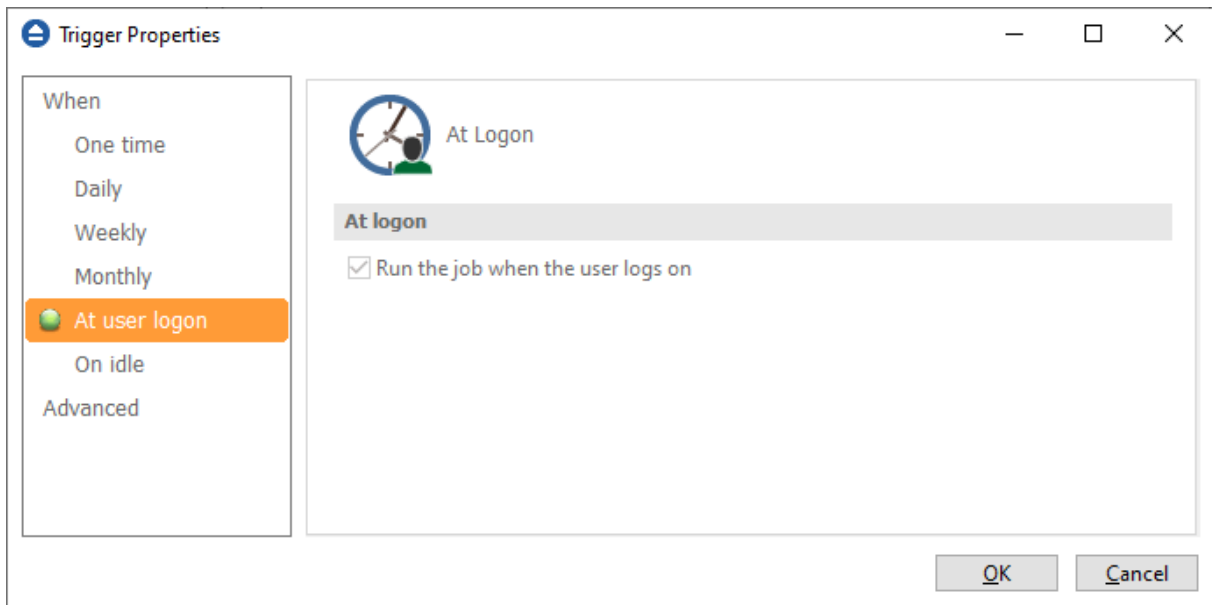 Trigger Properties
When
One time
Daily
Weekly
Monthly
At user logon
On idle
Advanced
At Logon
At logon
Run the job when the user logs on
OK
Cancel